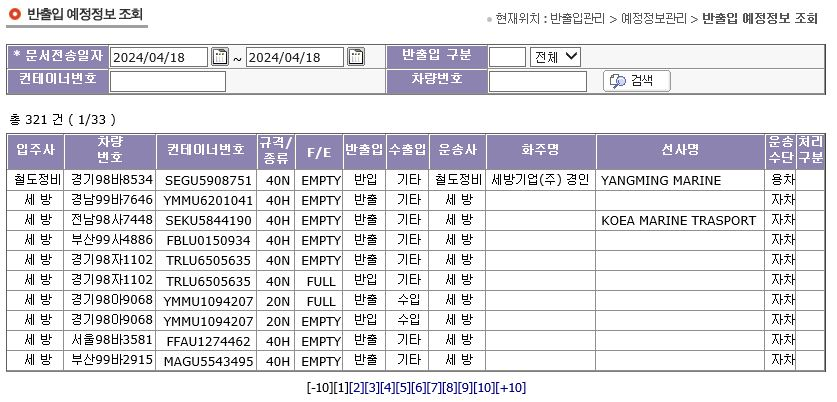 반출입 예정정보 조회
현재위치 : 반출입관리 > 예정정보관리 > 반출입 예정정보 조회
* 문서전송일자 2024/04/18 ~ 2024/04/18 반출입 구분 전체
컨테이너번호 차량번호 검색
총 321 건 ( 1/33 )
입주사 차량 번호 컨테이너번호 규격/ 종류 F/E 반출입 수출입 운송사 화주명 선사명 운송 수단 처리 구분
철도정비 경기98바8534 SEGU5908751 40N EMPTY 반입 기타 철도정비 세방기업(주) 경인 YANGMING MARINE 용차
세 방 경남99바7646 YMMU6201041 40H EMPTY 반출 기타 세 방 자차
세 방 전남98사7448 SEKU5844190 40H EMPTY 반출 기타 세 방 KOEA MARINE TRASPORT 자차
세 방 부산99사4886 FBLU0150934 40H EMPTY 반출 기타 세 방 자차
세 방 경기98자1102 TRLU6505635 40N EMPTY 반출 기타 세 방 자차
세 방 경기98자1102 TRLU6505635 40N FULL 반입 기타 세 방 자차
세 방 경기98아9068 YMMU1094207 20N FULL 반출 수입 세 방 자차
세 방 경기98아9068 YMMU1094207 20N EMPTY 반입 수입 세 방 자차
세 방 서울98바3581 FFAU1274462 40H EMPTY 반출 기타 세 방 자차
세 방 부산99바2915 MAGU5543495 40H EMPTY 반출 기타 세 방 자차
[-10][1][2][3][4][5][6][7][8][9][10][+10]